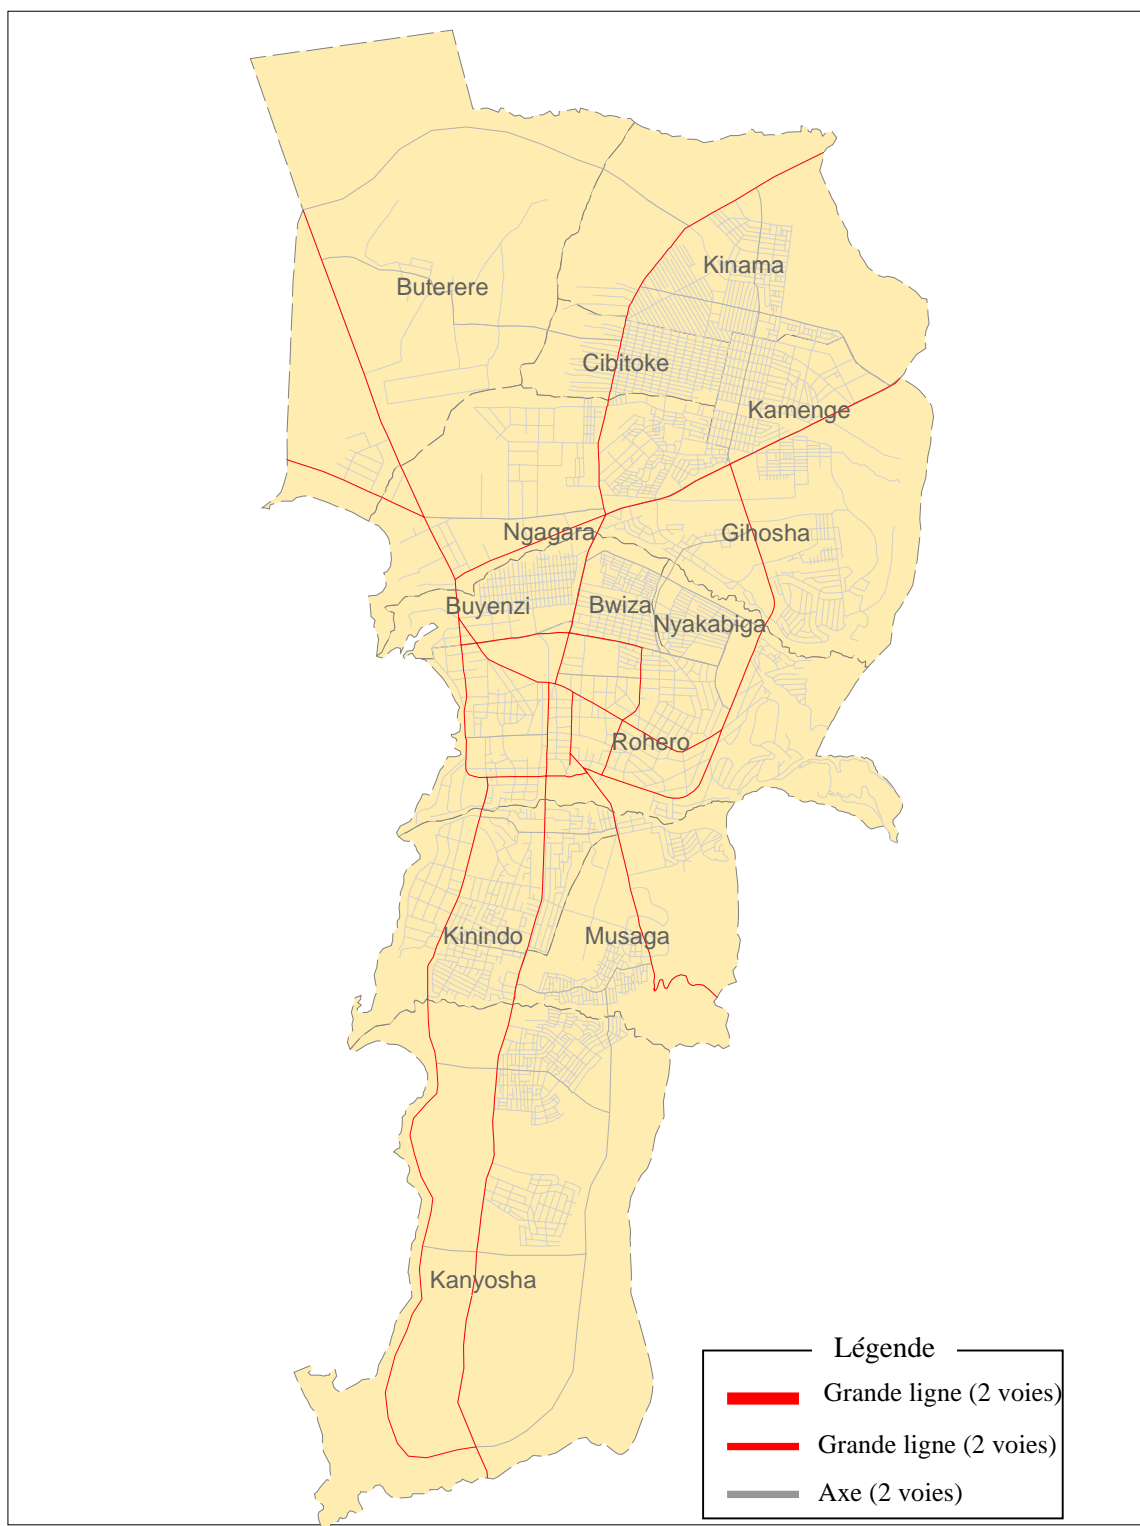 Kinama
Buterere
Cibitoke
Kamenge
Ngagara
Gihosha
Buyenzi
Bwiza
Nyakabiga
Rohero
Kinindo
Musaga
Kanyosha
Légende
Grande ligne (2 voies)
Grande ligne (2 voies)
Axe (2 voies)